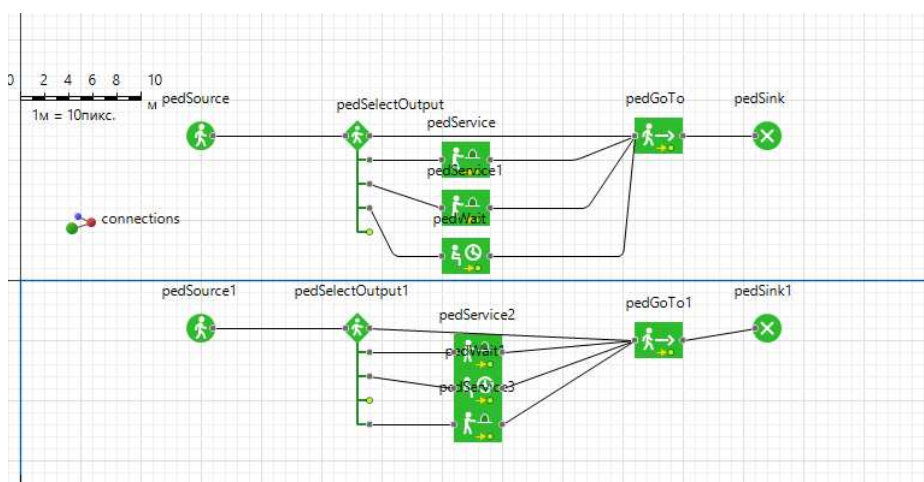 0 2 4 6 8 10
м
1м = 10пикс.
pedSource
pedSelectOutput
pedService
pedGoTo
pedSink
pedService1
pedWait
connections
pedSource1
pedSelectOutput1
pedService2
pedGoTo1
pedSink1
pedWait1
pedService3